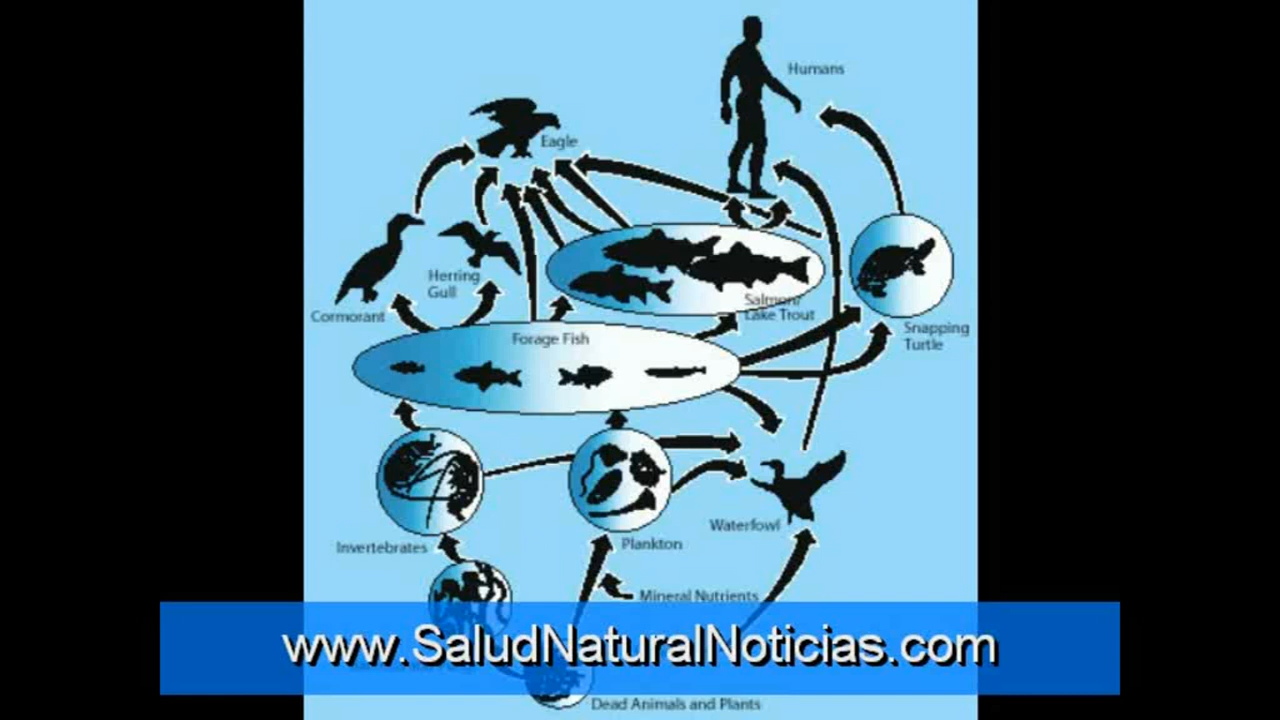 Humans
Eagle
Herring
Gull
Cormorant
Salmon/
Lake Trout
Snapping
Turtle
Forage Fish
Waterfowl
Invertebrates
Plankton
Mineral Nutrients
www.SaludNaturalNoticias.com
Dead Animals and Plants